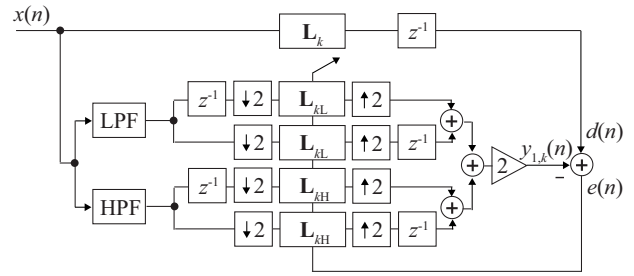 x(n)
L_k z⁻¹
z⁻¹ ↓2 L_kL ↑2
LPF
+
↓2 L_kL ↑2 z⁻¹
d(n)
y_1,k(n)
+ 2 +
−
z⁻¹ ↓2 L_kH ↑2
e(n)
HPF
+
↓2 L_kH ↑2 z⁻¹